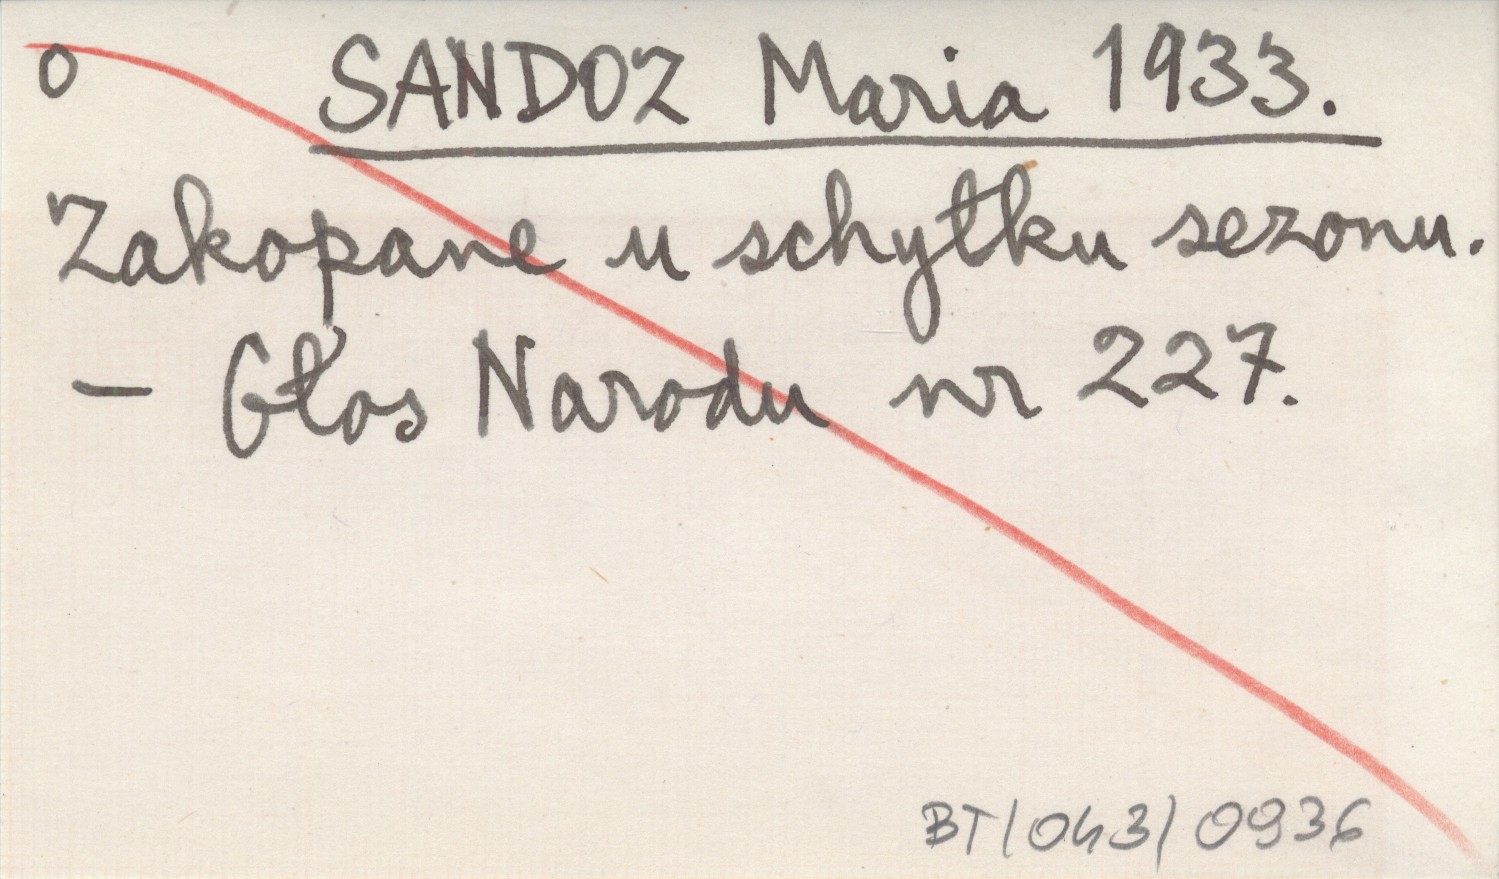 o SANDOZ Maria 1933.
Zakopane u schyłku sezonu.
– Głos Narodu nr 227.
BT/043/0936